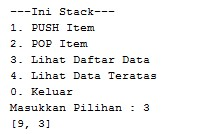 ---Ini Stack---
1. PUSH Item
2. POP Item
3. Lihat Daftar Data
4. Lihat Data Teratas
0. Keluar
Masukkan Pilihan : 3
[9, 3]